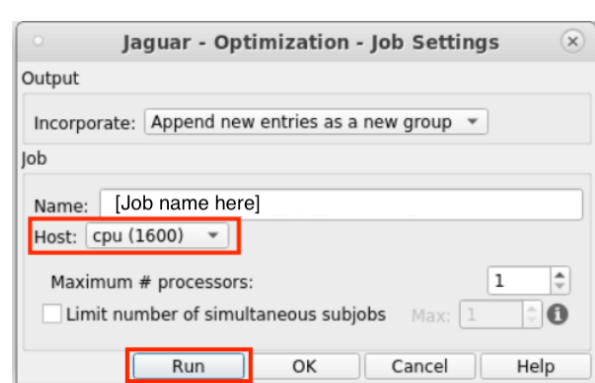 Jaguar - Optimization - Job Settings
Output
Incorporate: Append new entries as a new group
Job
Name: [Job name here]
Host: cpu (1600)
Maximum # processors: 1
Limit number of simultaneous subjobs Max: 1
Run OK Cancel Help